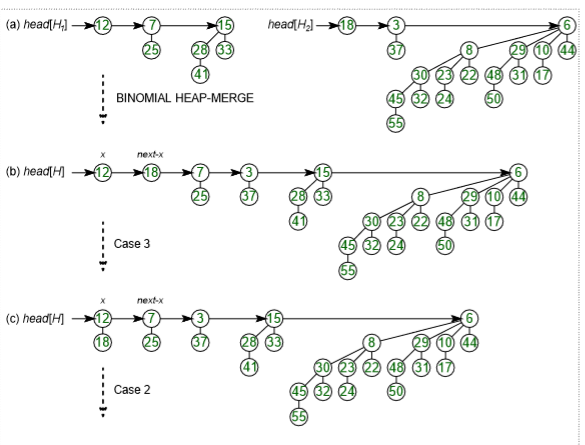 (a) head[H1] 12 7 15 head[H2] 18 3 6
25 28 33 37 8 29 10 44
41 30 23 22 48 31 17
BINOMIAL HEAP-MERGE 45 32 24 50
55
x next-x
(b) head[H] 12 18 7 3 15 6
25 37 28 33 8 29 10 44
41 30 23 22 48 31 17
Case 3 45 32 24 50
55
x next-x
(c) head[H] 12 7 3 15 6
18 25 37 28 33 8 29 10 44
41 30 23 22 48 31 17
Case 2 45 32 24 50
55